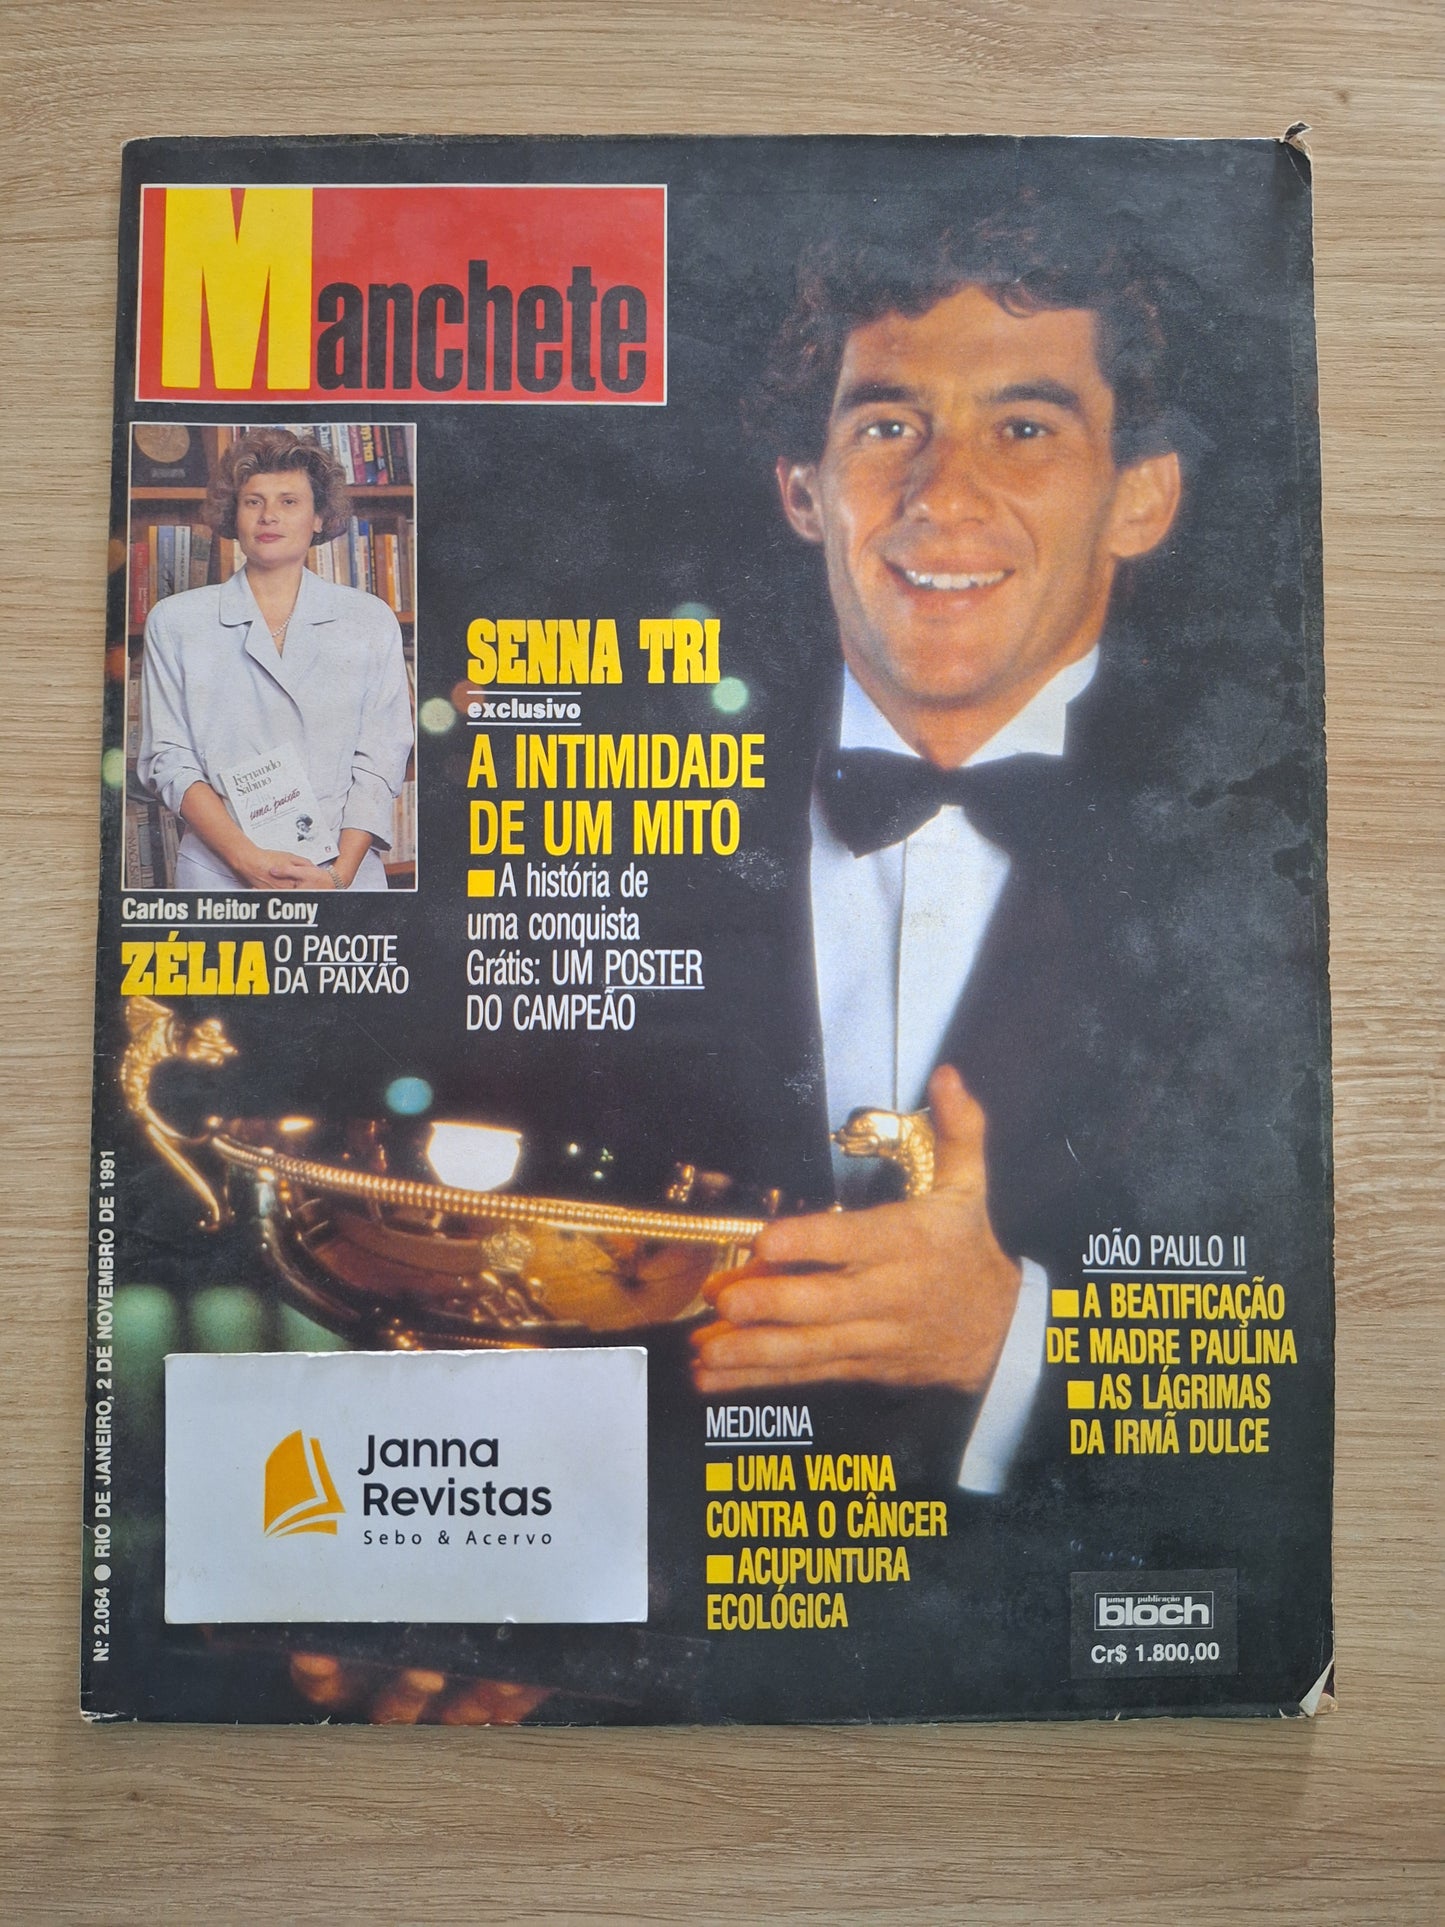 Manchete
Fernando
Sabino
uma paixão
Carlos Heitor Cony
ZÉLIA O PACOTE
DA PAIXÃO
SENNA TRI
exclusivo
A INTIMIDADE
DE UM MITO
A história de
uma conquista
Grátis: UM POSTER
DO CAMPEÃO
Nº 2.064 ● RIO DE JANEIRO, 2 DE NOVEMBRO DE 1991
JOÃO PAULO II
■ A BEATIFICAÇÃO
DE MADRE PAULINA
■ AS LÁGRIMAS
DA IRMÃ DULCE
MEDICINA
■ UMA VACINA
CONTRA O CÂNCER
■ ACUPUNTURA
ECOLÓGICA
Janna
Revistas
Sebo & Acervo
uma publicação
bloch
Cr$ 1.800,00